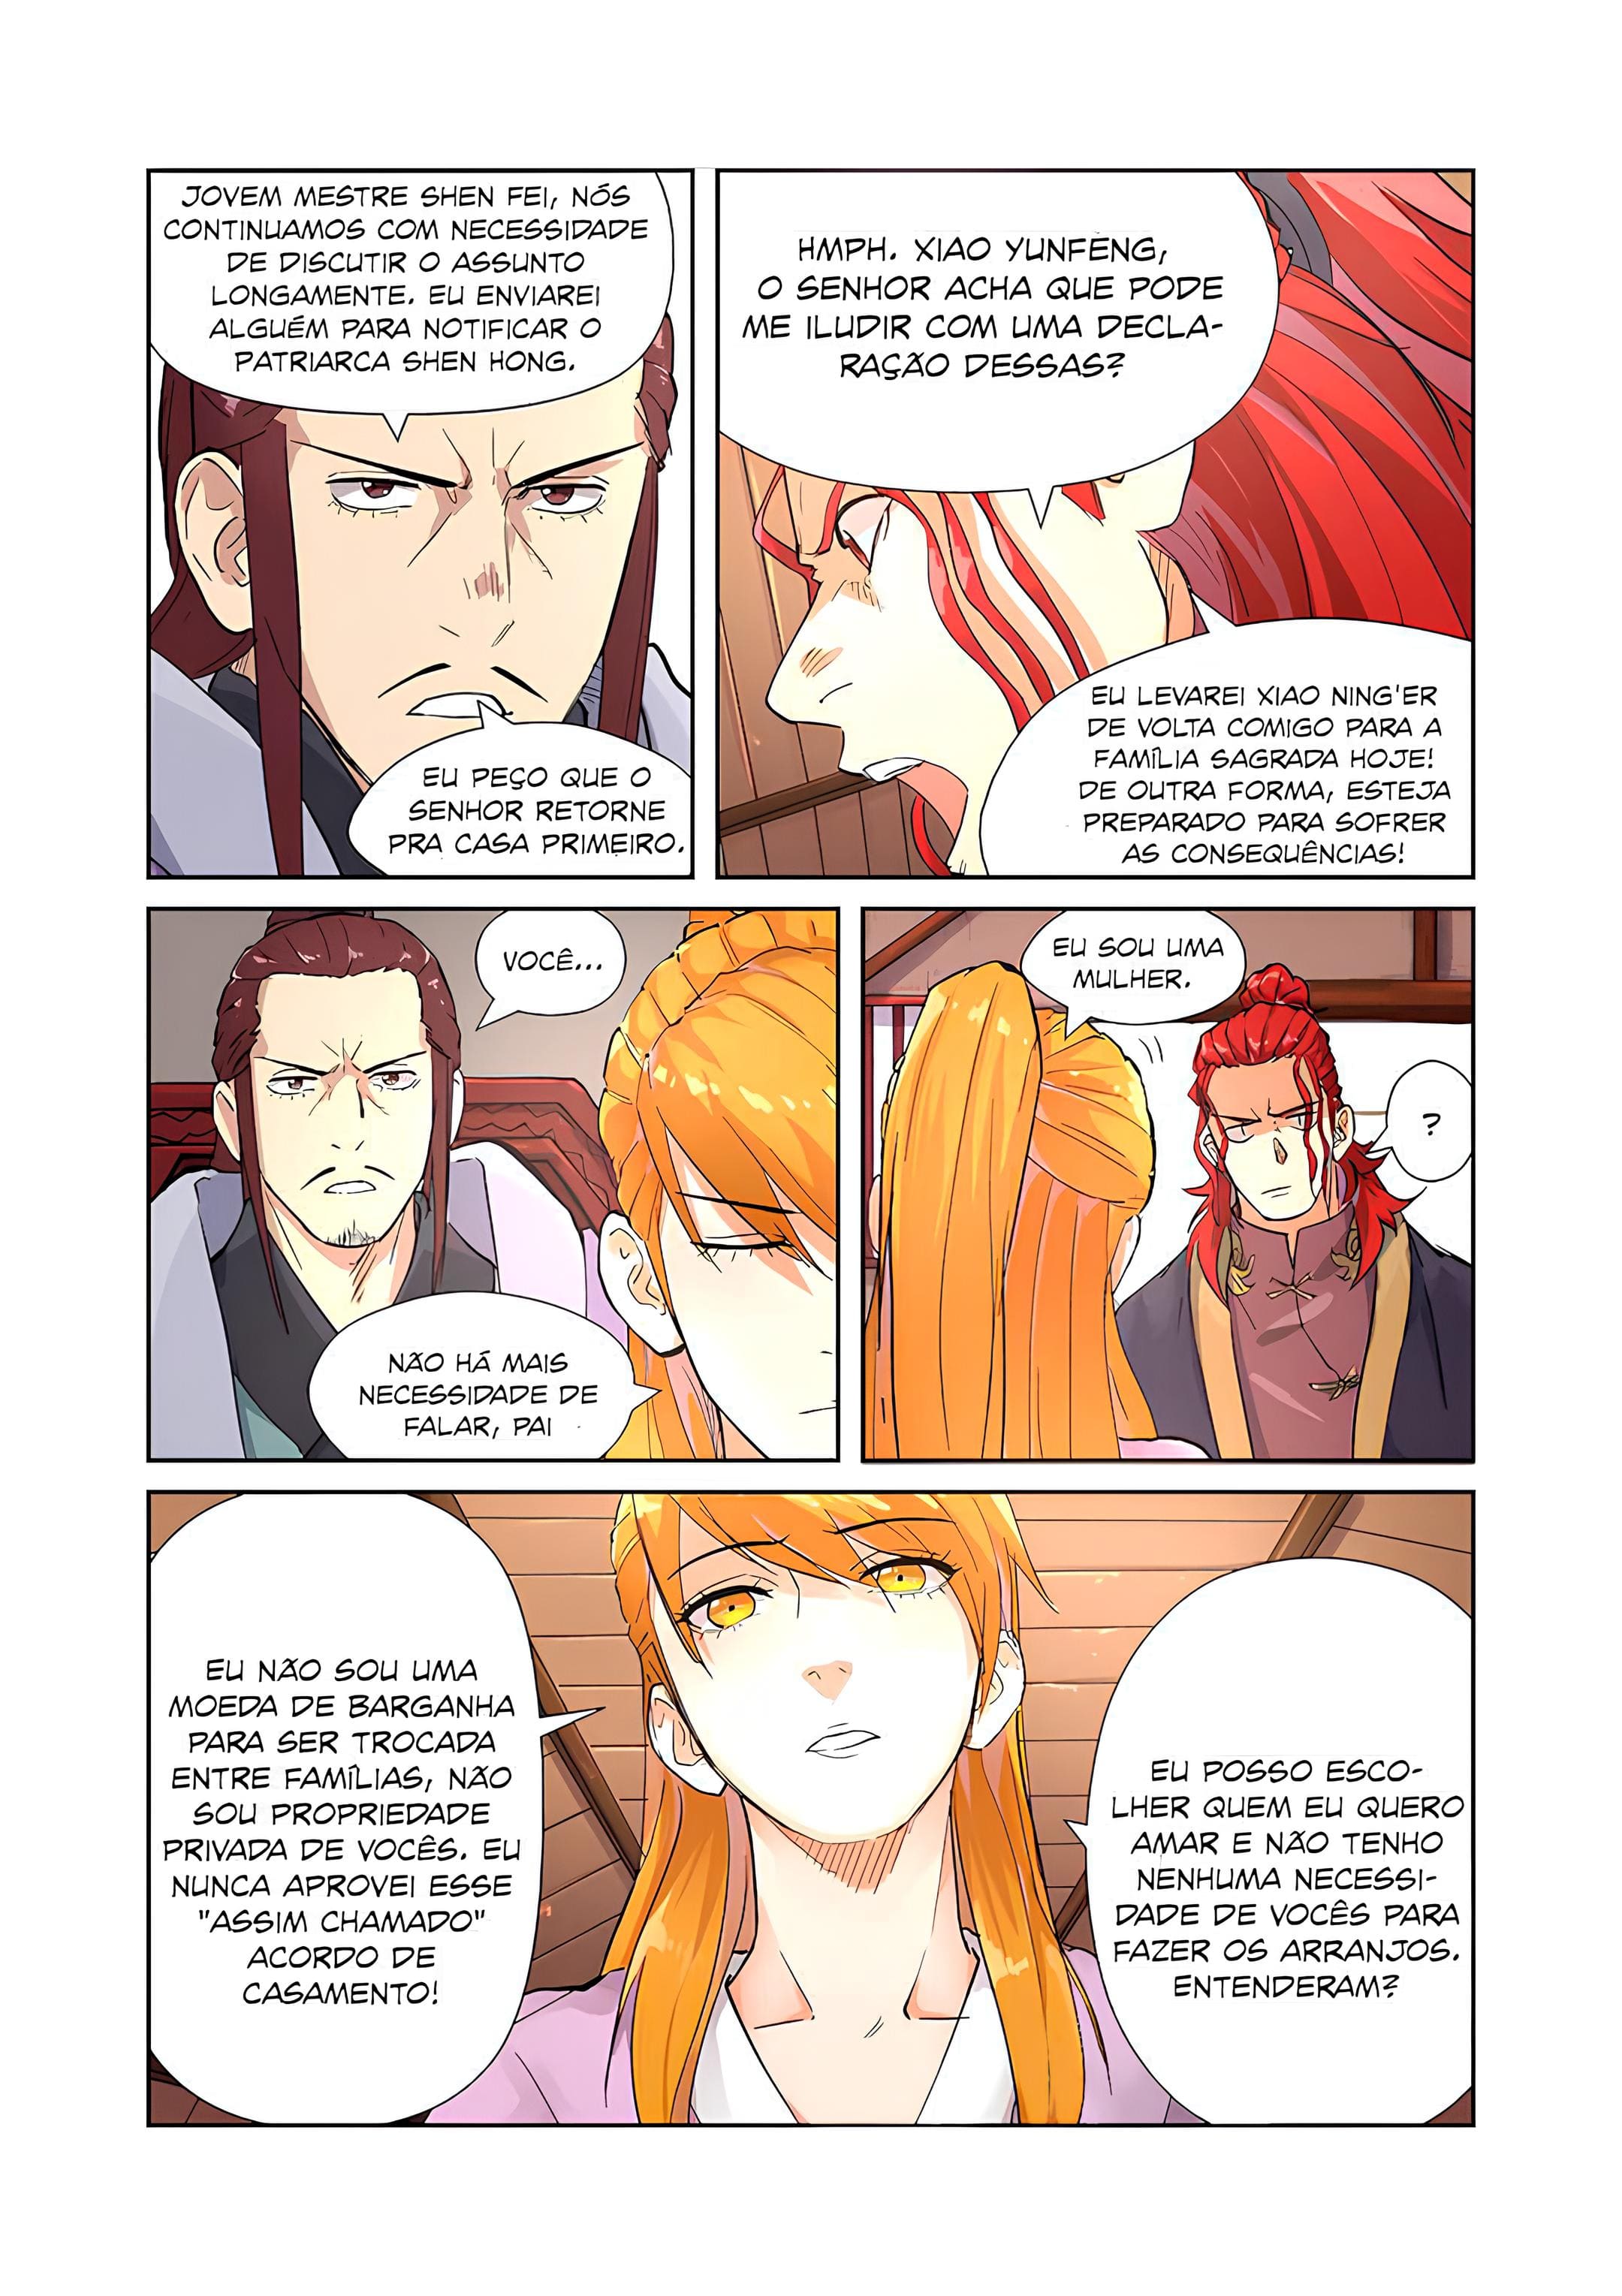 JOVEM MESTRE SHEN FEI, NÓS
CONTINUAMOS COM NECESSIDADE
DE DISCUTIR O ASSUNTO
LONGAMENTE. EU ENVIAREI
ALGUÉM PARA NOTIFICAR O
PATRIARCA SHEN HONG.
EU PEÇO QUE O
SENHOR RETORNE
PRA CASA PRIMEIRO.
HMPH. XIAO YUNFENG,
O SENHOR ACHA QUE PODE
ME ILUDIR COM UMA DECLA-
RAÇÃO DESSAS?
EU LEVAREI XIAO NING'ER
DE VOLTA COMIGO PARA A
FAMÍLIA SAGRADA HOJE!
DE OUTRA FORMA, ESTEJA
PREPARADO PARA SOFRER
AS CONSEQUÊNCIAS!
VOCÊ...
NÃO HÁ MAIS
NECESSIDADE DE
FALAR, PAI
EU SOU UMA
MULHER.
?
EU NÃO SOU UMA
MOEDA DE BARGANHA
PARA SER TROCADA
ENTRE FAMÍLIAS, NÃO
SOU PROPRIEDADE
PRIVADA DE VOCÊS. EU
NUNCA APROVEI ESSE
"ASSIM CHAMADO"
ACORDO DE
CASAMENTO!
EU POSSO ESCO-
LHER QUEM EU QUERO
AMAR E NÃO TENHO
NENHUMA NECESSI-
DADE DE VOCÊS PARA
FAZER OS ARRANJOS.
ENTENDERAM?